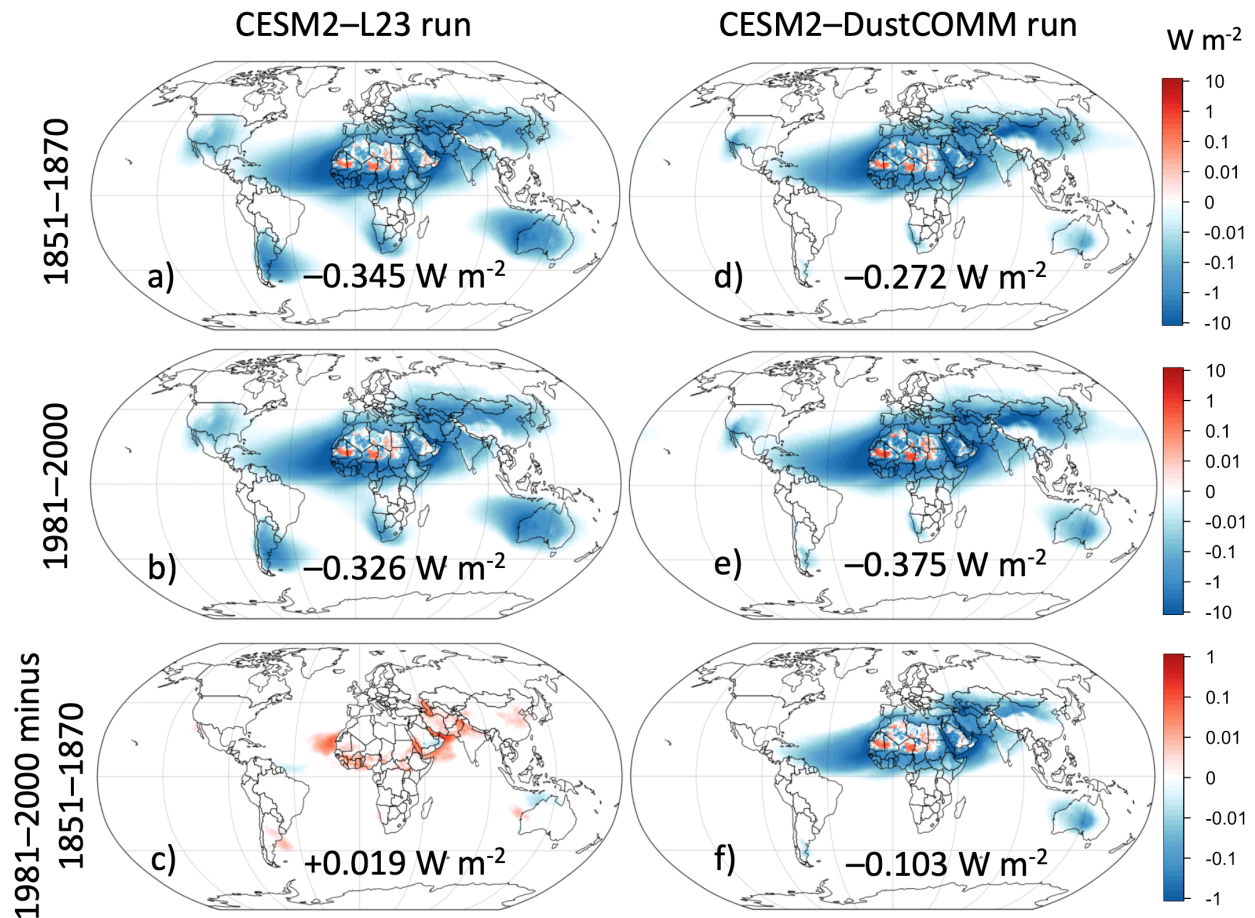 CESM2–L23 run
CESM2–DustCOMM run
W m-2
1851–1870
a)
–0.345 W m-2
d)
–0.272 W m-2
10
1
0.1
0.01
0
-0.01
-0.1
-1
-10
1981–2000
b)
–0.326 W m-2
e)
–0.375 W m-2
10
1
0.1
0.01
0
-0.01
-0.1
-1
-10
1981–2000 minus
1851–1870
c)
+0.019 W m-2
f)
–0.103 W m-2
1
0.1
0.01
0
-0.01
-0.1
-1